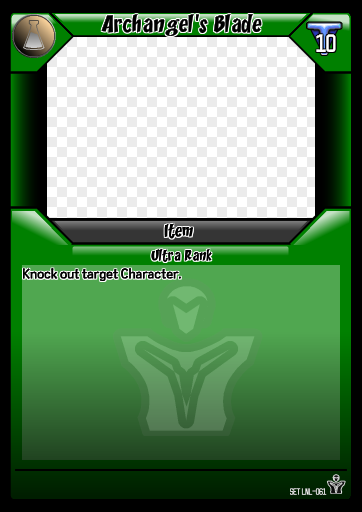 Archangel's Blade
10
Item
Ultra Rank
Knock out target Character.
SET LNL-061